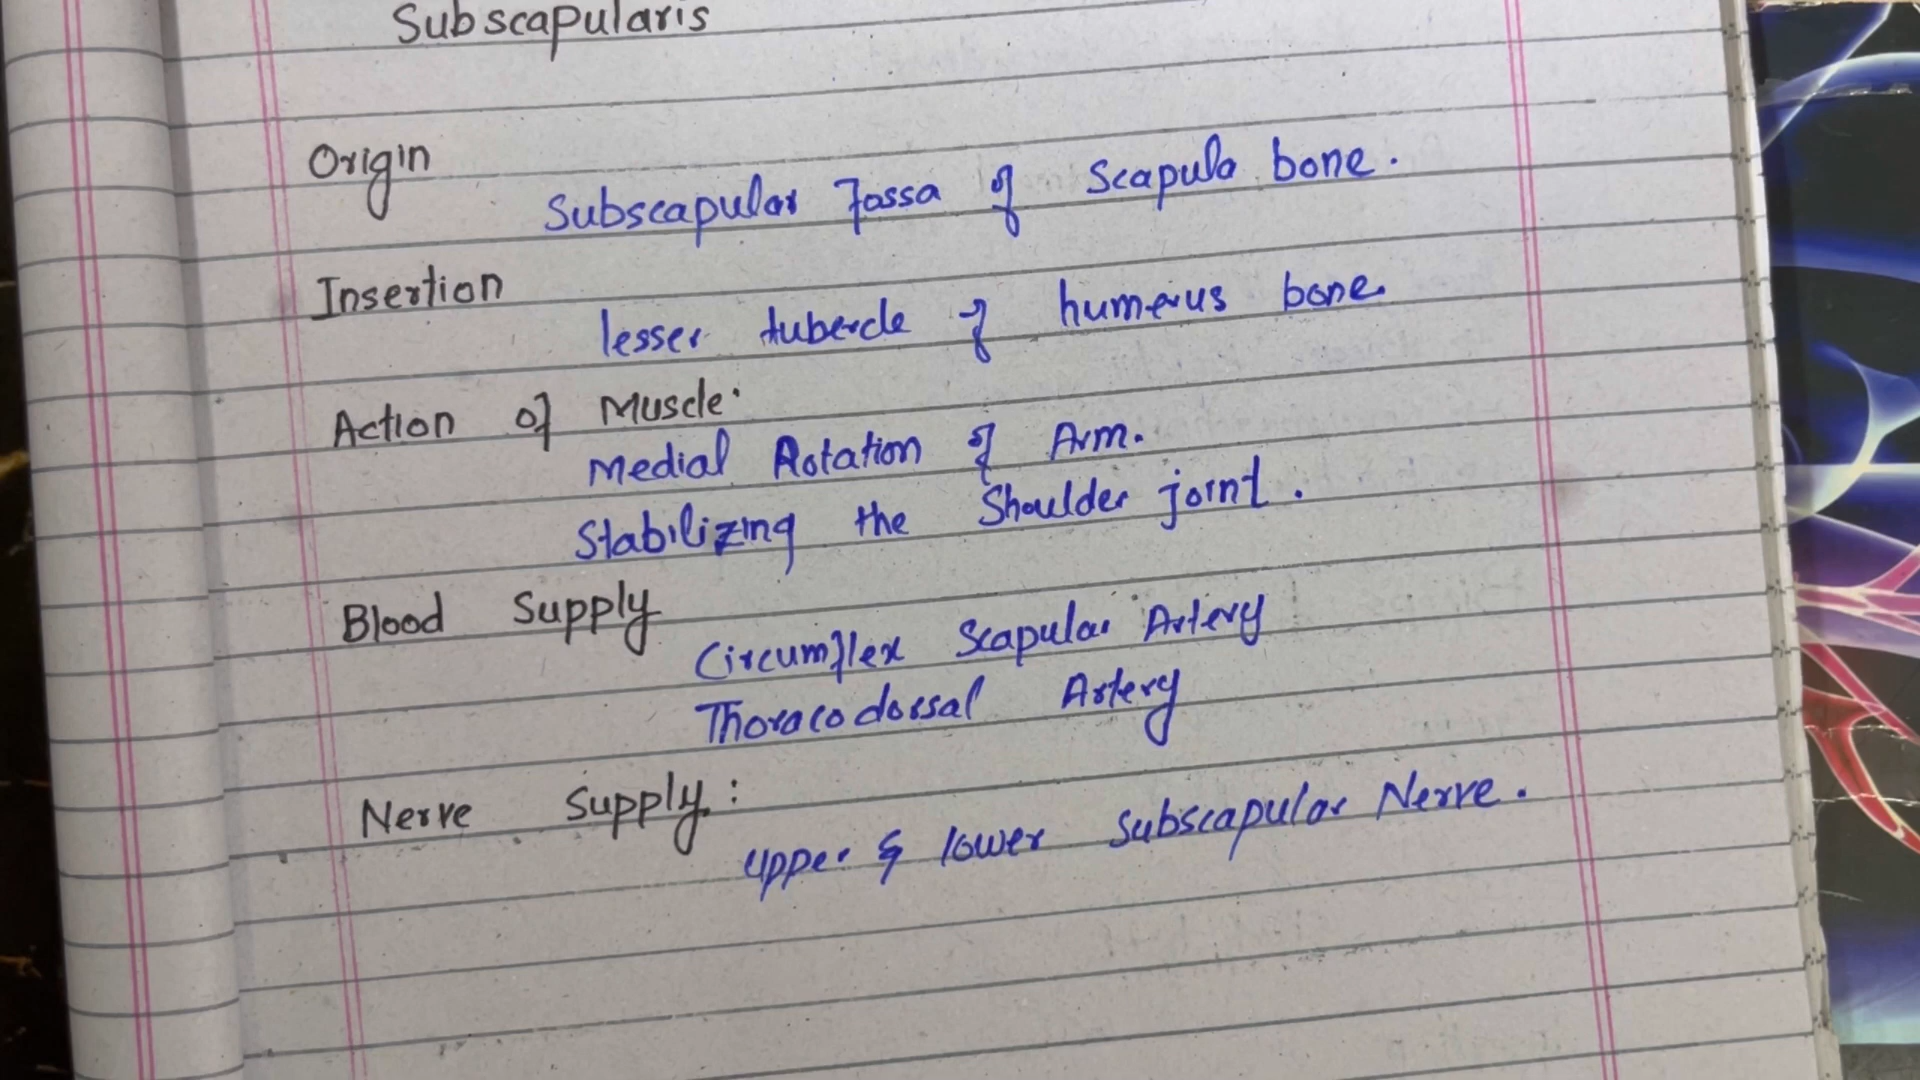 Subscapularis
Origin
Subscapular Fossa of Scapula bone.
Insertion
lesser tubercle of humerus bone.
Action of Muscle.
Medial Rotation of Arm.
Stabilizing the Shoulder joint.
Blood Supply
Circumflex Scapular Artery
Thoracodorsal Artery
Nerve Supply:
Upper & lower Subscapular Nerve.